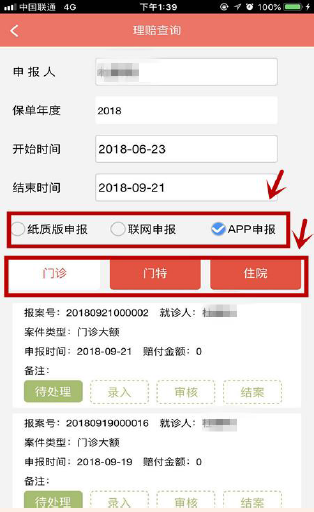 中国联通 4G 下午1:39 100%
理赔查询
申报人
保单年度 2018
开始时间 2018-06-23
结束时间 2018-09-21
纸质版申报 联网申报 APP申报
门诊 门特 住院
报案号：20180921000002 就诊人：
案件类型：门诊大额
申报时间：2018-09-21 赔付金额：0
备注：
待处理 录入 审核 结案
报案号：20180919000016 就诊人：
案件类型：门诊大额
申报时间：2018-09-19 赔付金额：0
备注：
待处理 录入 审核 结案